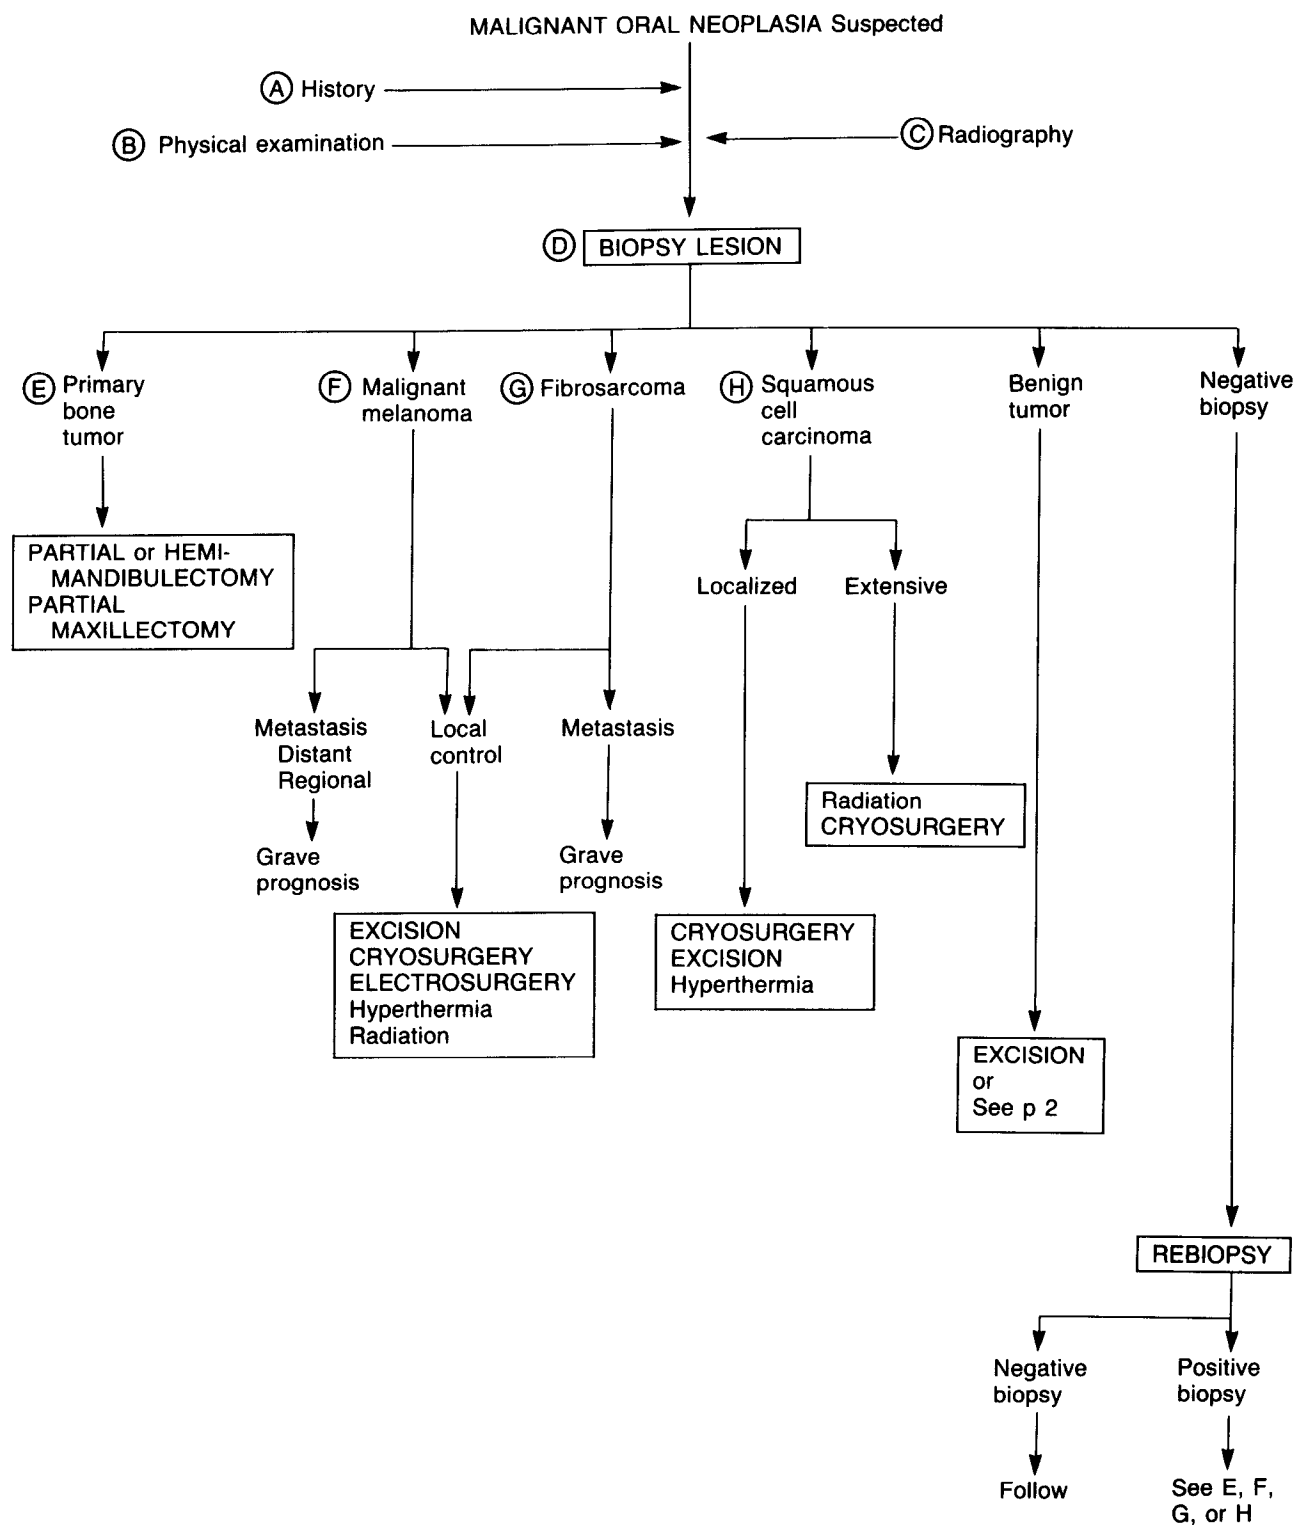 MALIGNANT ORAL NEOPLASIA Suspected
A History
B Physical examination
C Radiography
D BIOPSY LESION
E Primary
bone
tumor
F Malignant
melanoma
G Fibrosarcoma
H Squamous
cell
carcinoma
Benign
tumor
Negative
biopsy
PARTIAL or HEMI-
MANDIBULECTOMY
PARTIAL
MAXILLECTOMY
Localized
Extensive
Metastasis
Distant
Regional
Local
control
Metastasis
Radiation
CRYOSURGERY
Grave
prognosis
Grave
prognosis
EXCISION
CRYOSURGERY
ELECTROSURGERY
Hyperthermia
Radiation
CRYOSURGERY
EXCISION
Hyperthermia
EXCISION
or
See p 2
REBIOPSY
Negative
biopsy
Positive
biopsy
Follow
See E, F,
G, or H